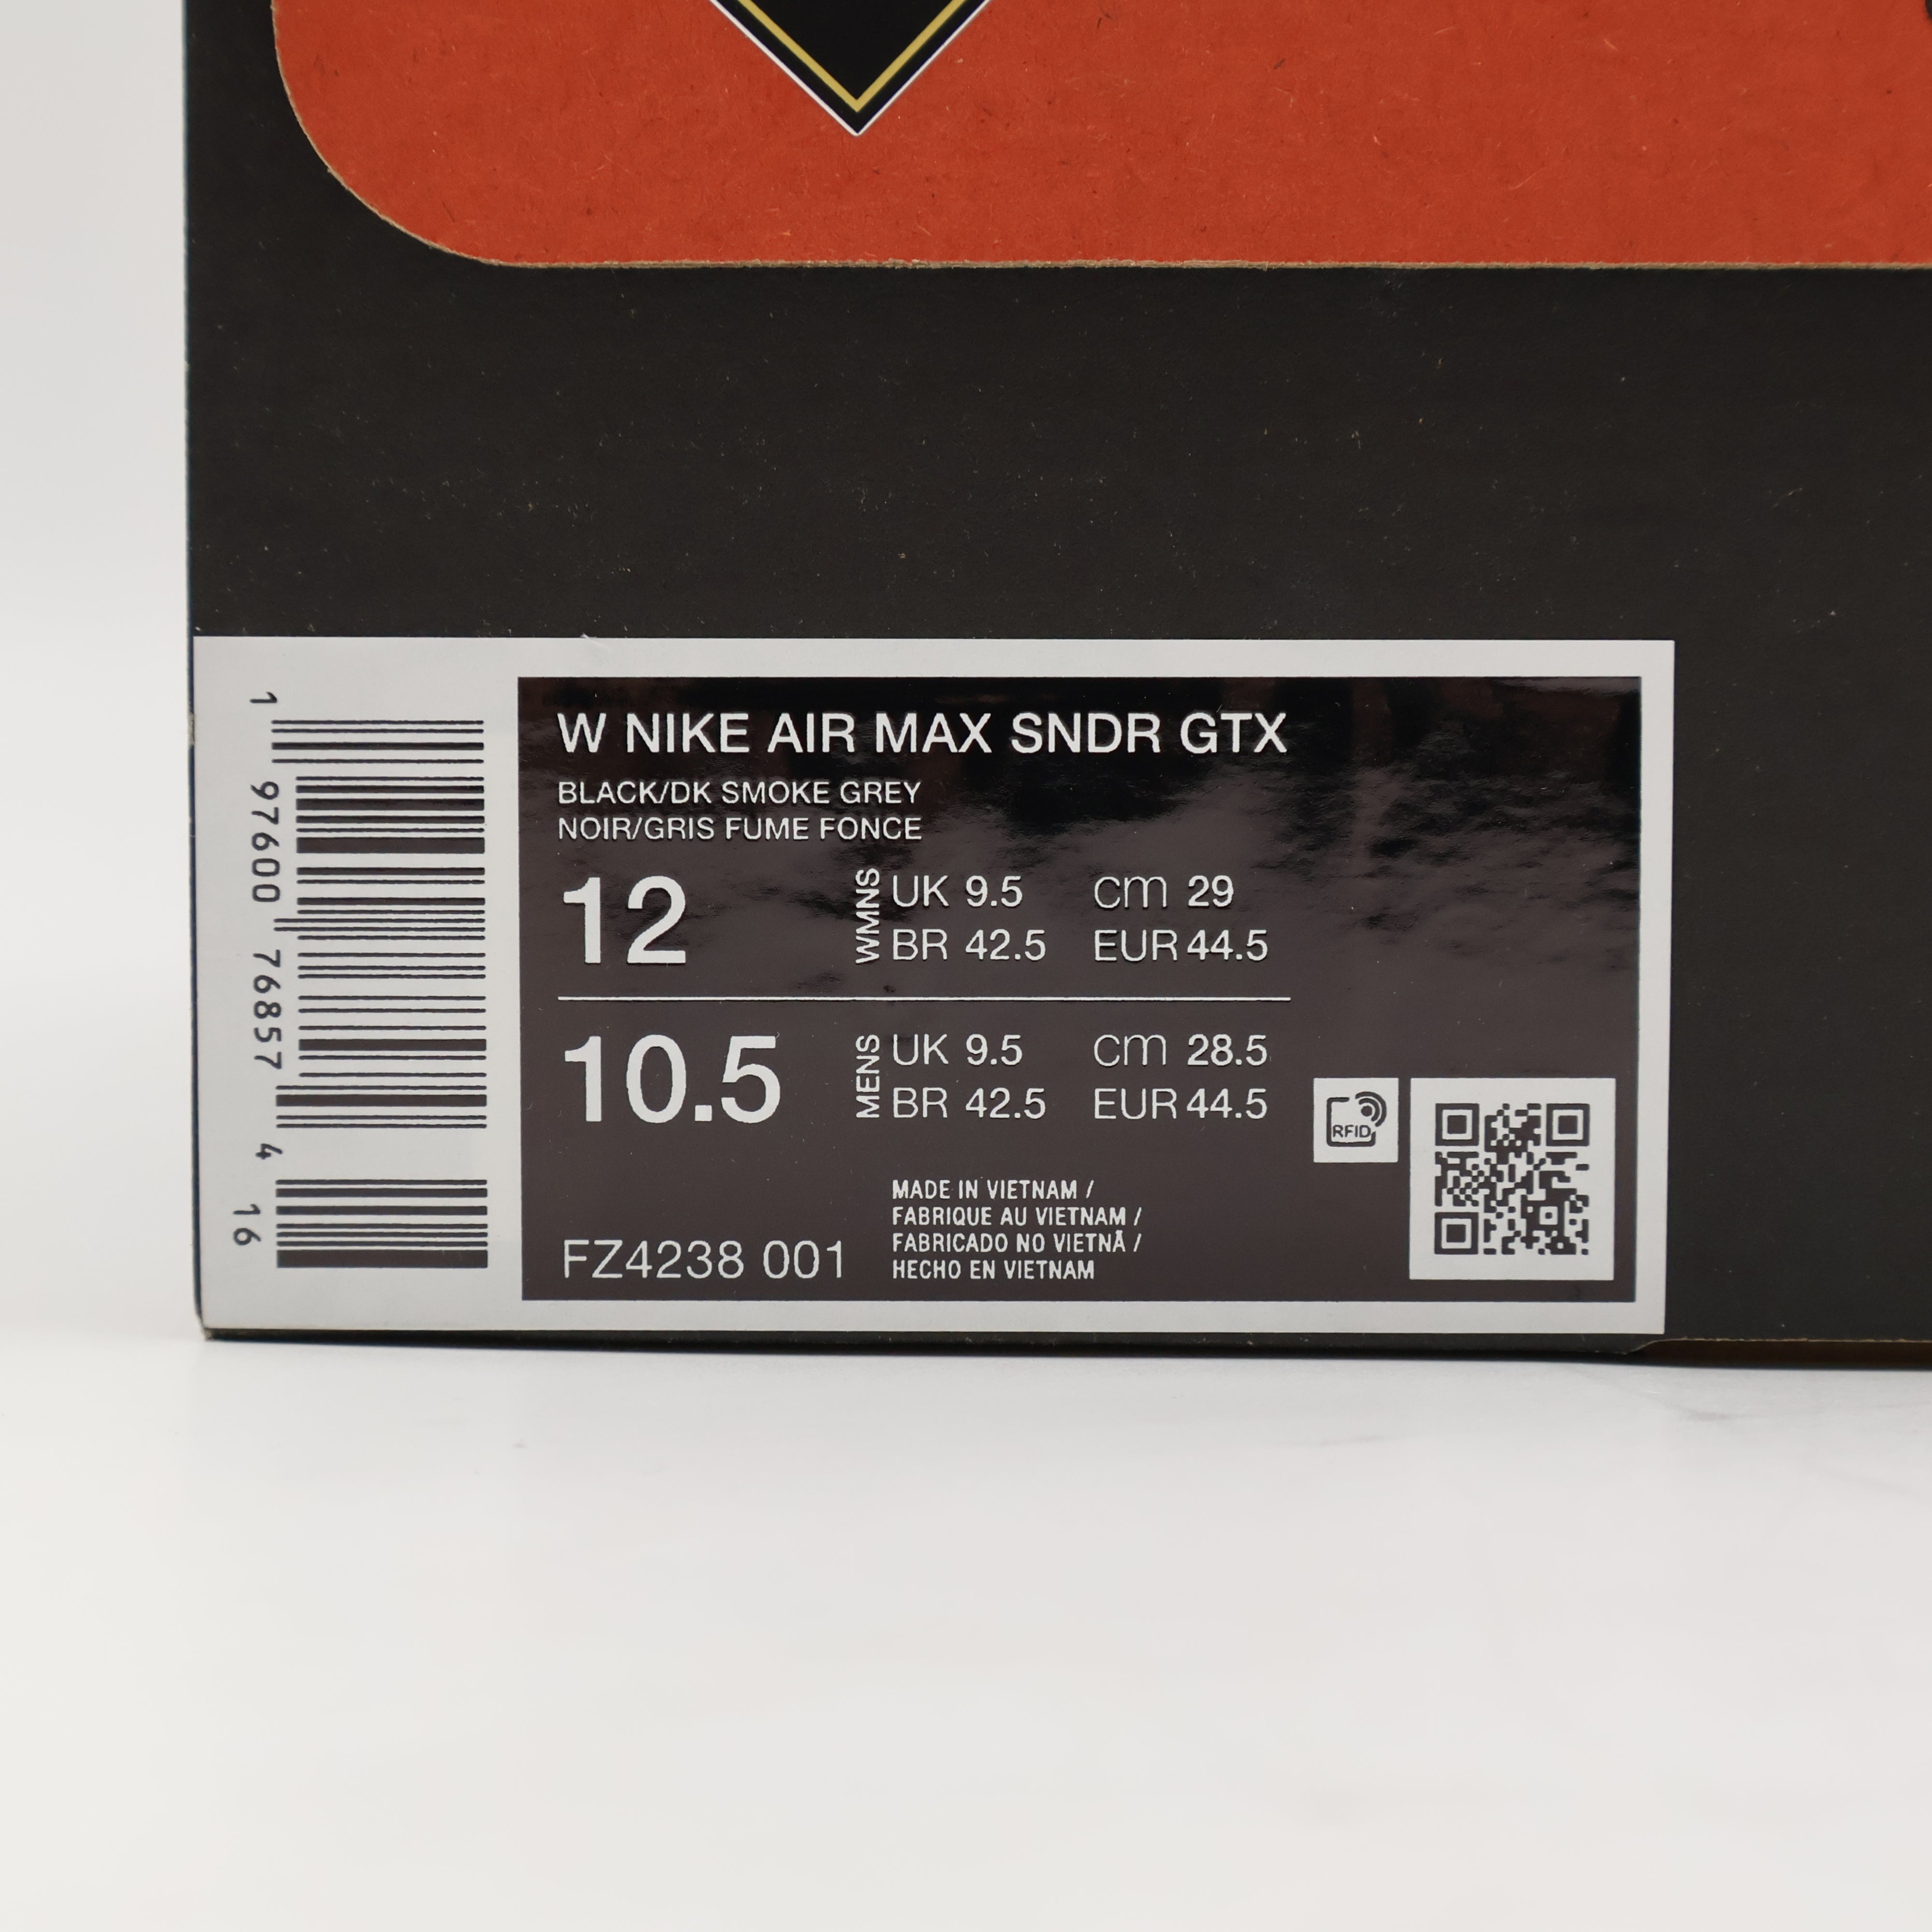 W NIKE AIR MAX SNDR GTX
BLACK/DK SMOKE GREY
NOIR/GRIS FUME FONCE
12 WMNS UK 9.5 cm 29
BR 42.5 EUR 44.5
10.5 MENS UK 9.5 cm 28.5
BR 42.5 EUR 44.5
RFID
MADE IN VIETNAM /
FABRIQUE AU VIETNAM /
FABRICADO NO VIETNÃ /
HECHO EN VIETNAM
FZ4238 001
1 97600 76857 4 16